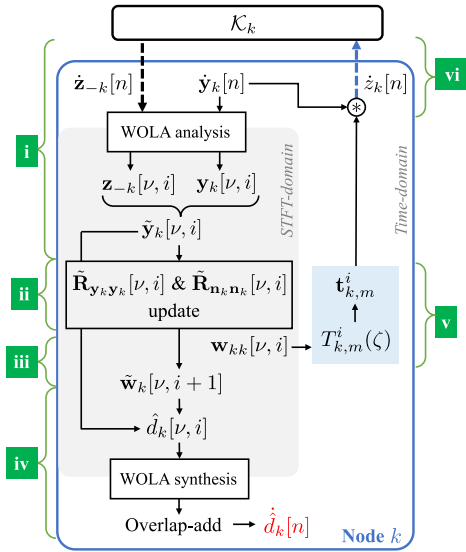 𝒦_k
ż_{−k}[n]
ẏ_k[n]
ż_k[n]
vi
⊛
WOLA analysis
i
z_{−k}[ν, i]
y_k[ν, i]
STFT-domain
Time-domain
ỹ_k[ν, i]
ii
R̃_{y_k y_k}[ν, i] & R̃_{n_k n_k}[ν, i]
update
t^i_{k,m}
v
T^i_{k,m}(ζ)
w_{kk}[ν, i]
iii
w̃_k[ν, i + 1]
d̂_k[ν, i]
iv
WOLA synthesis
Overlap-add
d̂̇_k[n]
Node k